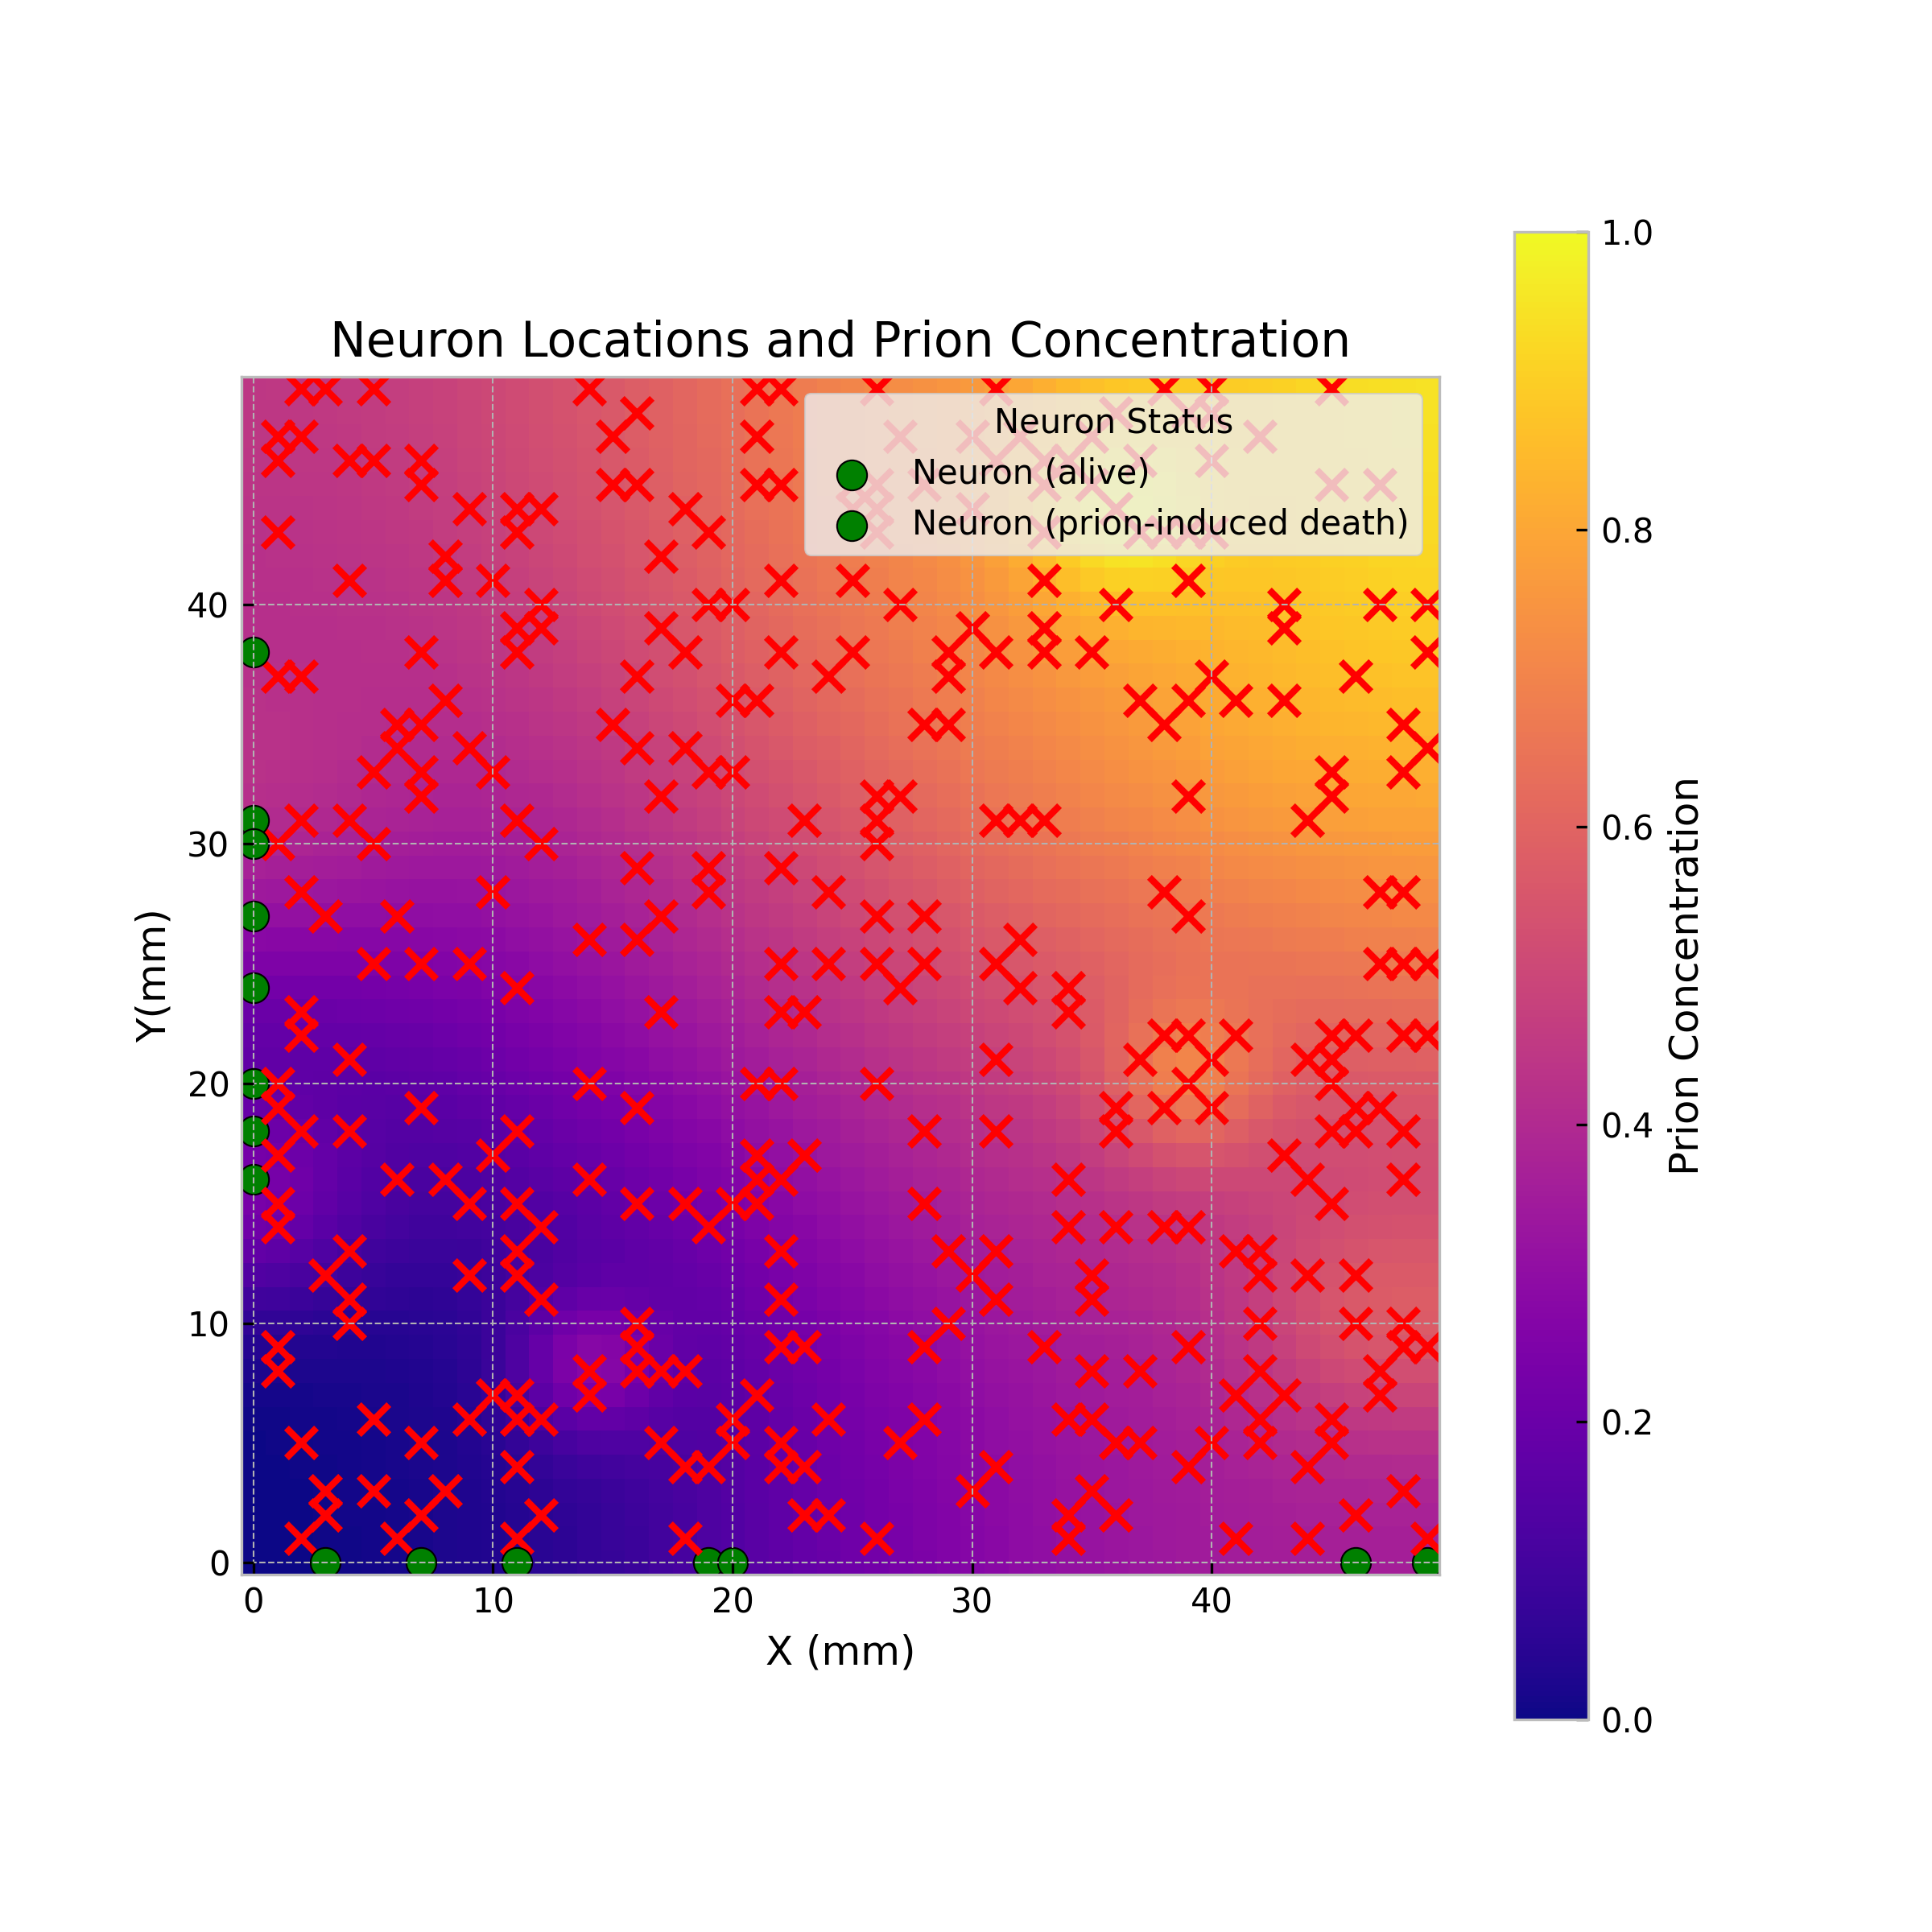 Neuron Locations and Prion Concentration
Neuron Status
Neuron (alive)
Neuron (prion-induced death)
Y(mm)
40
30
20
10
0
0 10 20 30 40
X (mm)
1.0
0.8
0.6
0.4
0.2
0.0
Prion Concentration